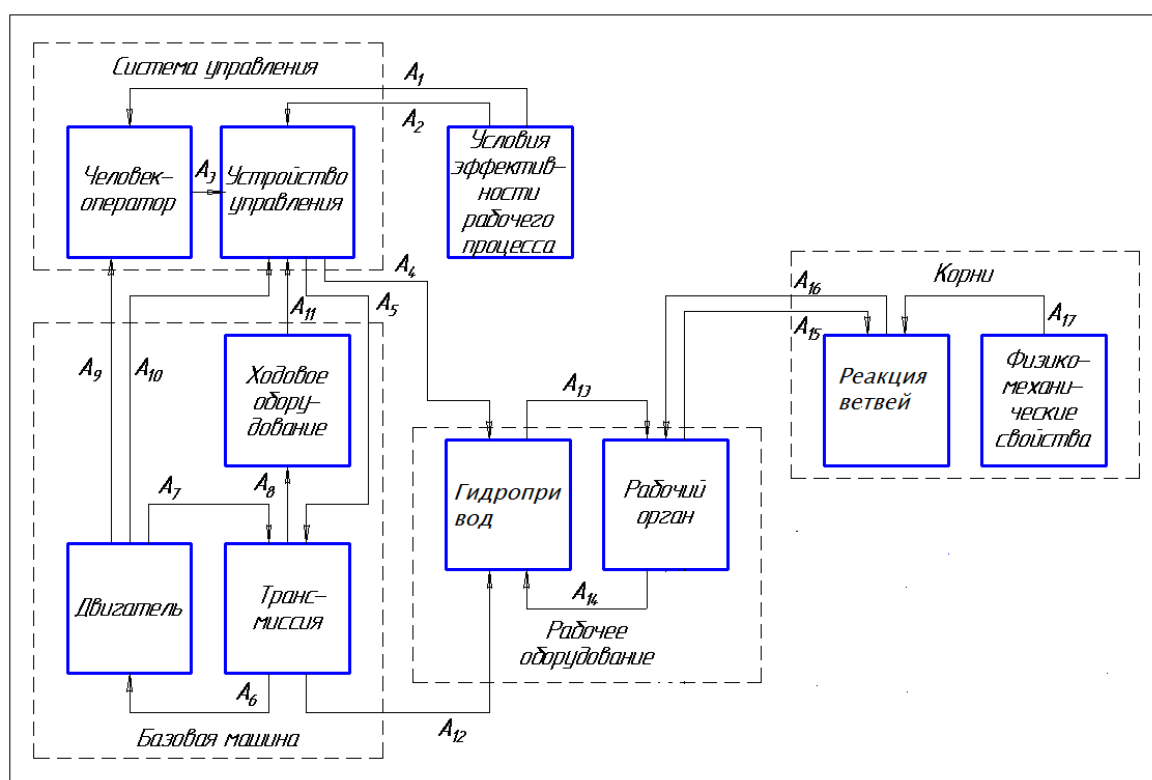 Система управления
A1
A2
Человек-
оператор
A3
Устройство
управления
Условия
эффектив-
ности
рабочего
процесса
A4
A5
A9
A10
A11
Ходовое
обору-
дование
A7
A8
Двигатель
Транс-
миссия
A6
A12
Базовая машина
A13
Гидропри
вод
Рабочий
орган
A14
Рабочее
оборудование
Корни
A16
A15
A17
Реакция
ветвей
Физико-
механи-
ческие
свойства